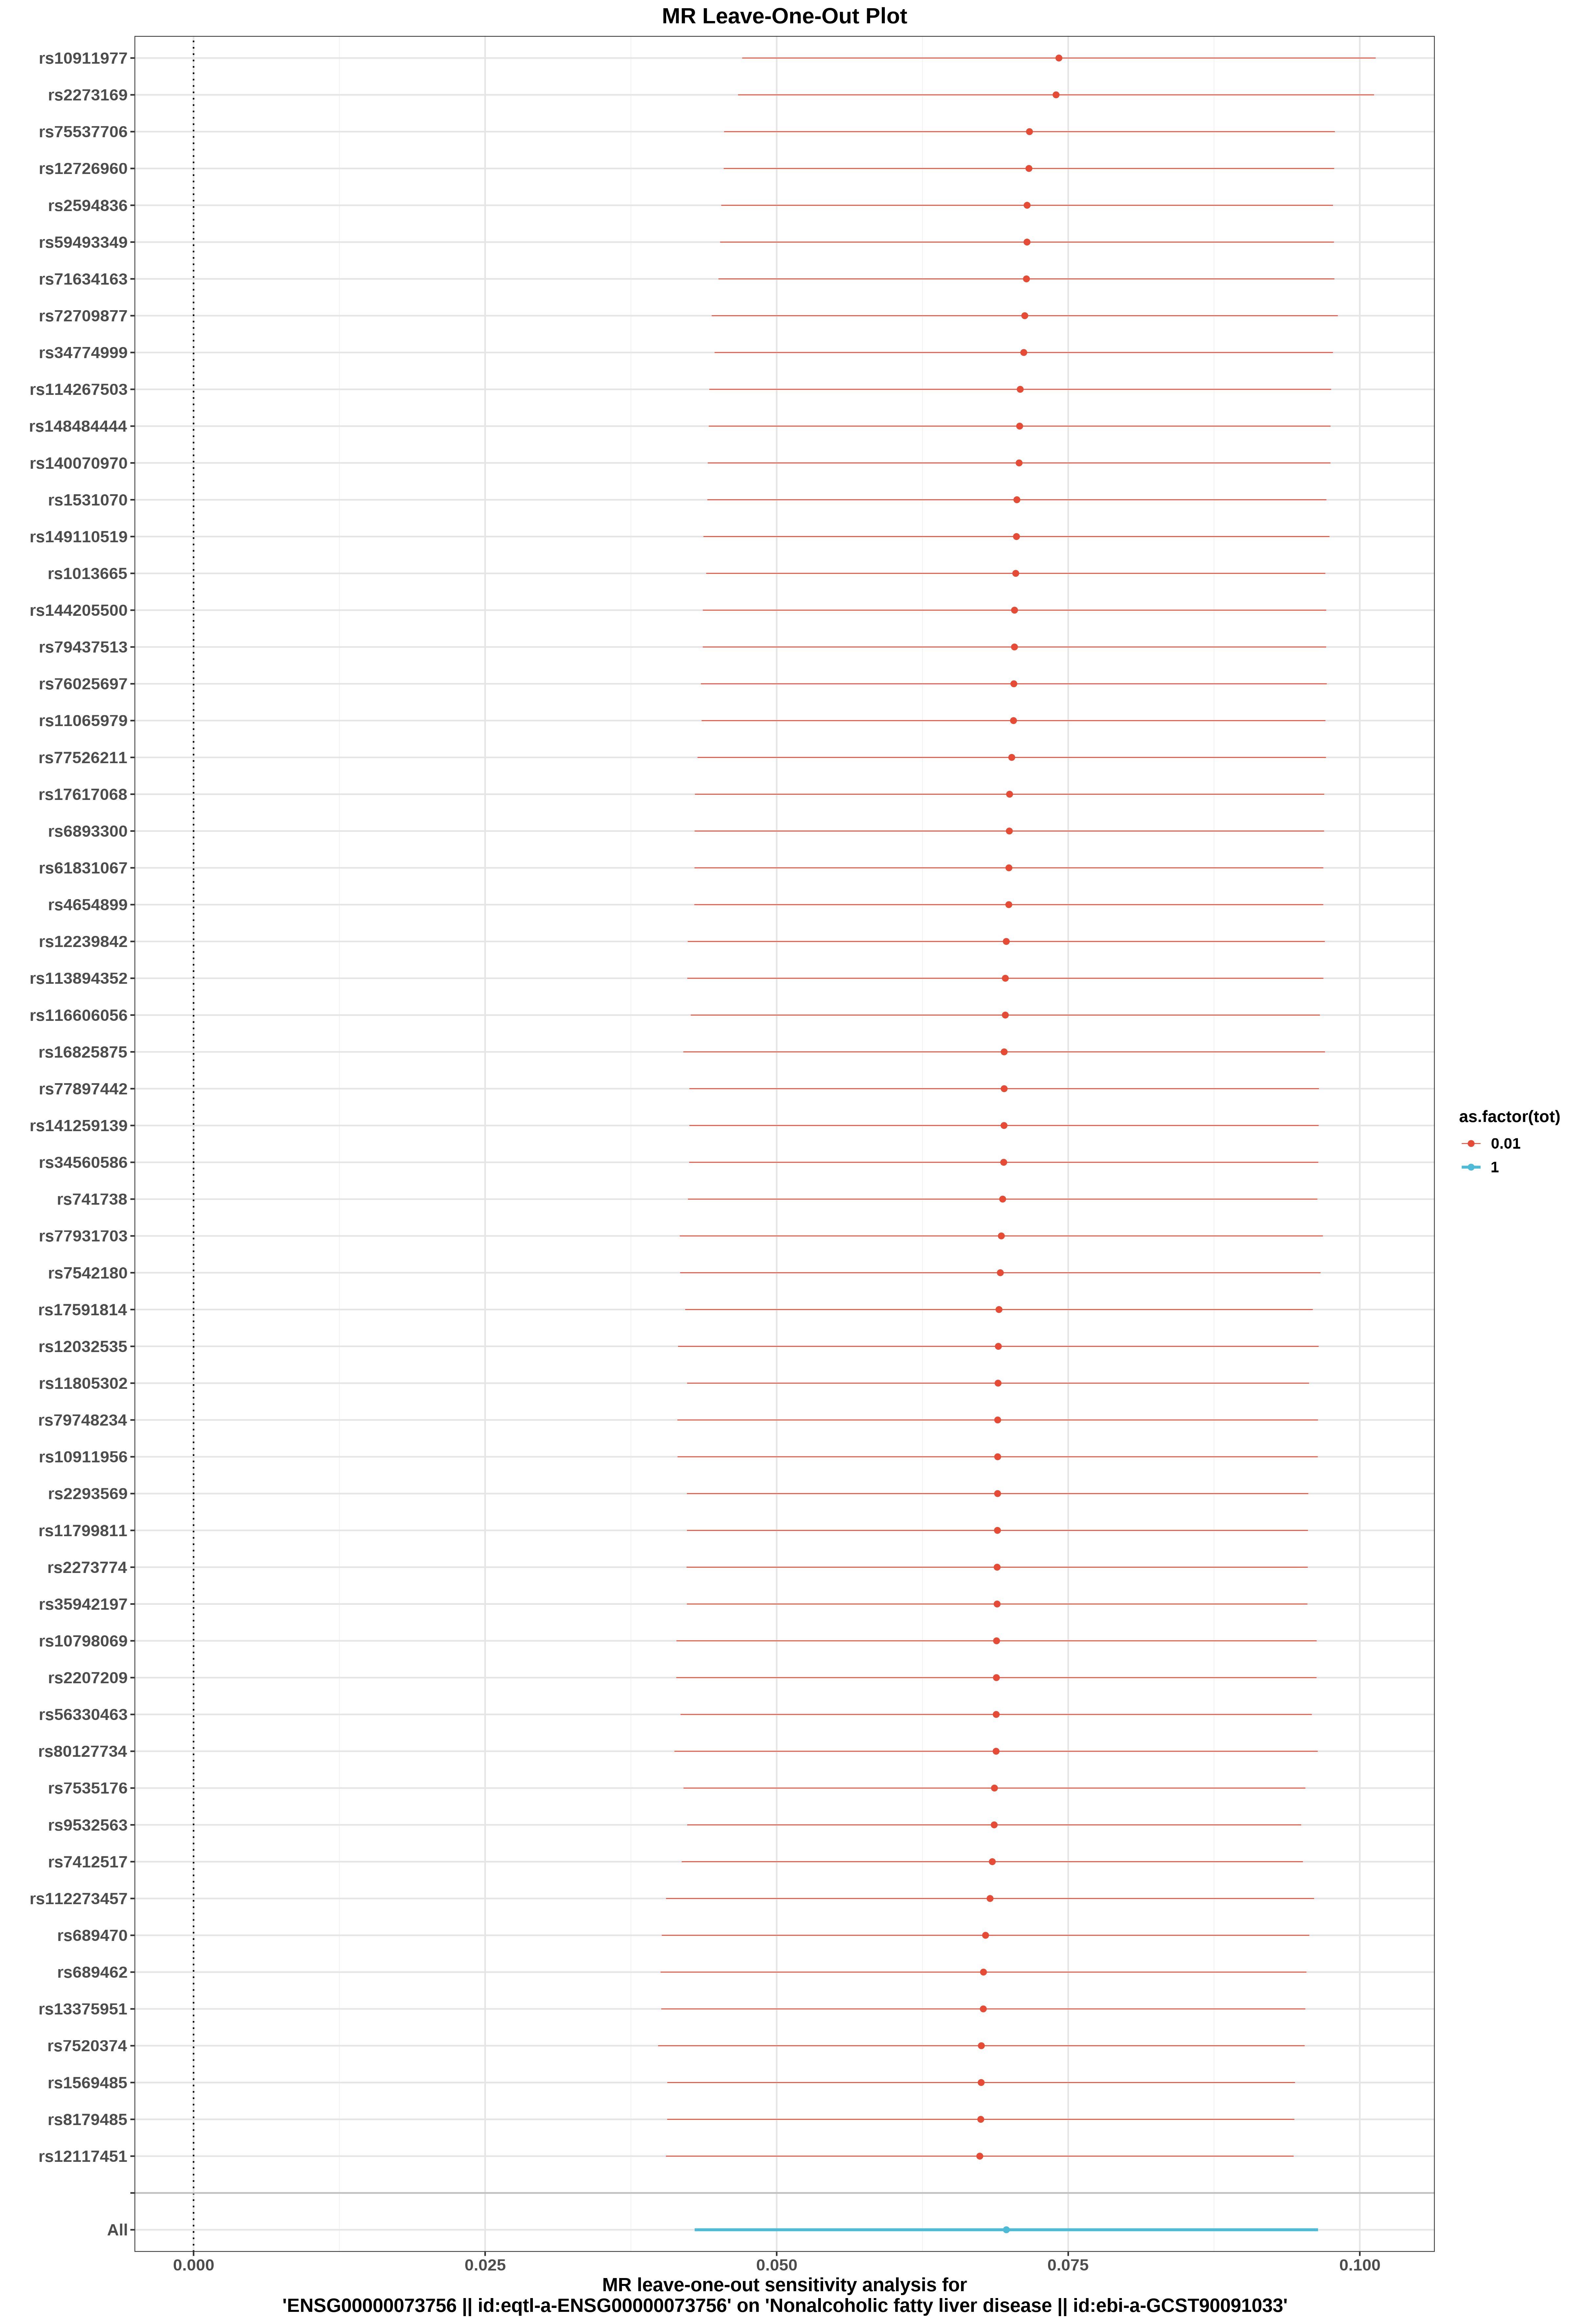 MR Leave-One-Out Plot
rs10911977
rs2273169
rs75537706
rs12726960
rs2594836
rs59493349
rs71634163
rs72709877
rs34774999
rs114267503
rs148484444
rs140070970
rs1531070
rs149110519
rs1013665
rs144205500
rs79437513
rs76025697
rs11065979
rs77526211
rs17617068
rs6893300
rs61831067
rs4654899
rs12239842
rs113894352
rs116606056
rs16825875
rs77897442
rs141259139
rs34560586
rs741738
rs77931703
rs7542180
rs17591814
rs12032535
rs11805302
rs79748234
rs10911956
rs2293569
rs11799811
rs2273774
rs35942197
rs10798069
rs2207209
rs56330463
rs80127734
rs7535176
rs9532563
rs7412517
rs112273457
rs689470
rs689462
rs13375951
rs7520374
rs1569485
rs8179485
rs12117451
All
0.000 0.025 0.050 0.075 0.100
MR leave-one-out sensitivity analysis for
'ENSG00000073756 || id:eqtl-a-ENSG00000073756' on 'Nonalcoholic fatty liver disease || id:ebi-a-GCST90091033'
as.factor(tot)
0.01
1